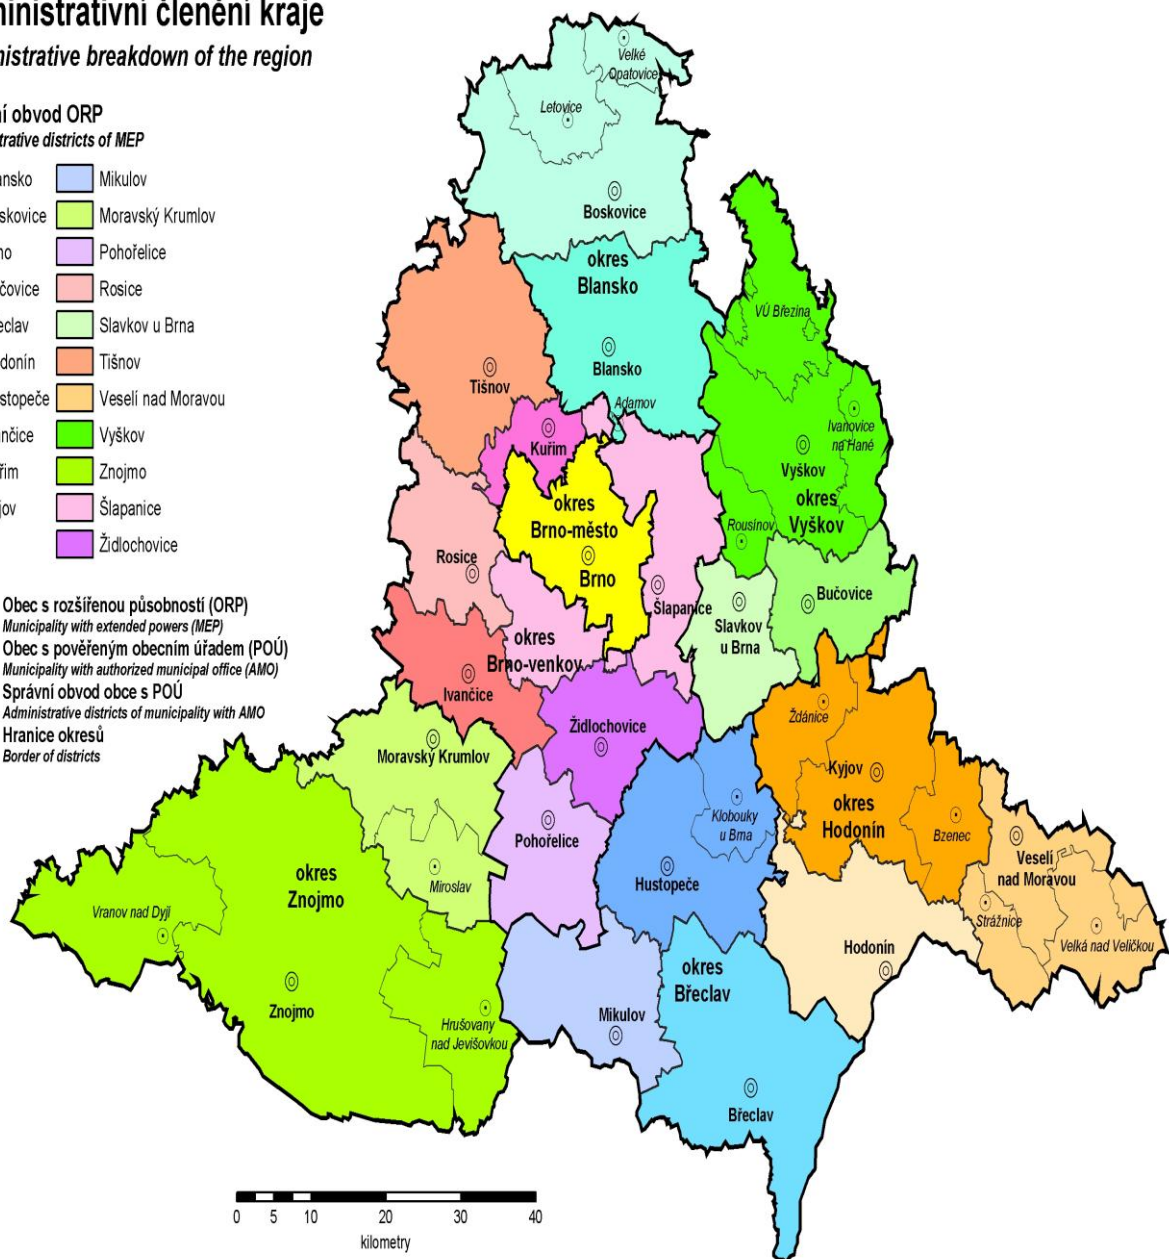 ministrativní členění kraje
nistrative breakdown of the region
ní obvod ORP
trative districts of MEP
ansko
Mikulov
skovice
Moravský Krumlov
no
Pohořelice
čovice
Rosice
eclav
Slavkov u Brna
donín
Tišnov
stopeče
Veselí nad Moravou
nčice
Vyškov
řim
Znojmo
jov
Šlapanice
Židlochovice
Obec s rozšířenou působností (ORP)
Municipality with extended powers (MEP)
Obec s pověřeným obecním úřadem (POÚ)
Municipality with authorized municipal office (AMO)
Správní obvod obce s POÚ
Administrative districts of municipality with AMO
Hranice okresů
Border of districts
Velké
Opatovice
Letovice
Boskovice
okres
Blansko
Blansko
Adamov
Tišnov
Kuřim
VÚ Březina
Ivanovice
na Hané
Vyškov
okres
Vyškov
Rousínov
okres
Brno-město
Brno
Rosice
Šlapanice
Slavkov
u Brna
Bučovice
okres
Brno-venkov
Ivančice
Židlochovice
Ždánice
Moravský Krumlov
Kyjov
okres
Hodonín
Klobouky
u Brna
Bzenec
Pohořelice
Veselí
nad Moravou
Miroslav
Hustopeče
okres
Znojmo
Vranov nad Dyjí
Strážnice
Velká nad Veličkou
Hodonín
okres
Břeclav
Znojmo
Hrušovany
nad Jevišovkou
Mikulov
Břeclav
0 5 10 20 30 40
kilometry